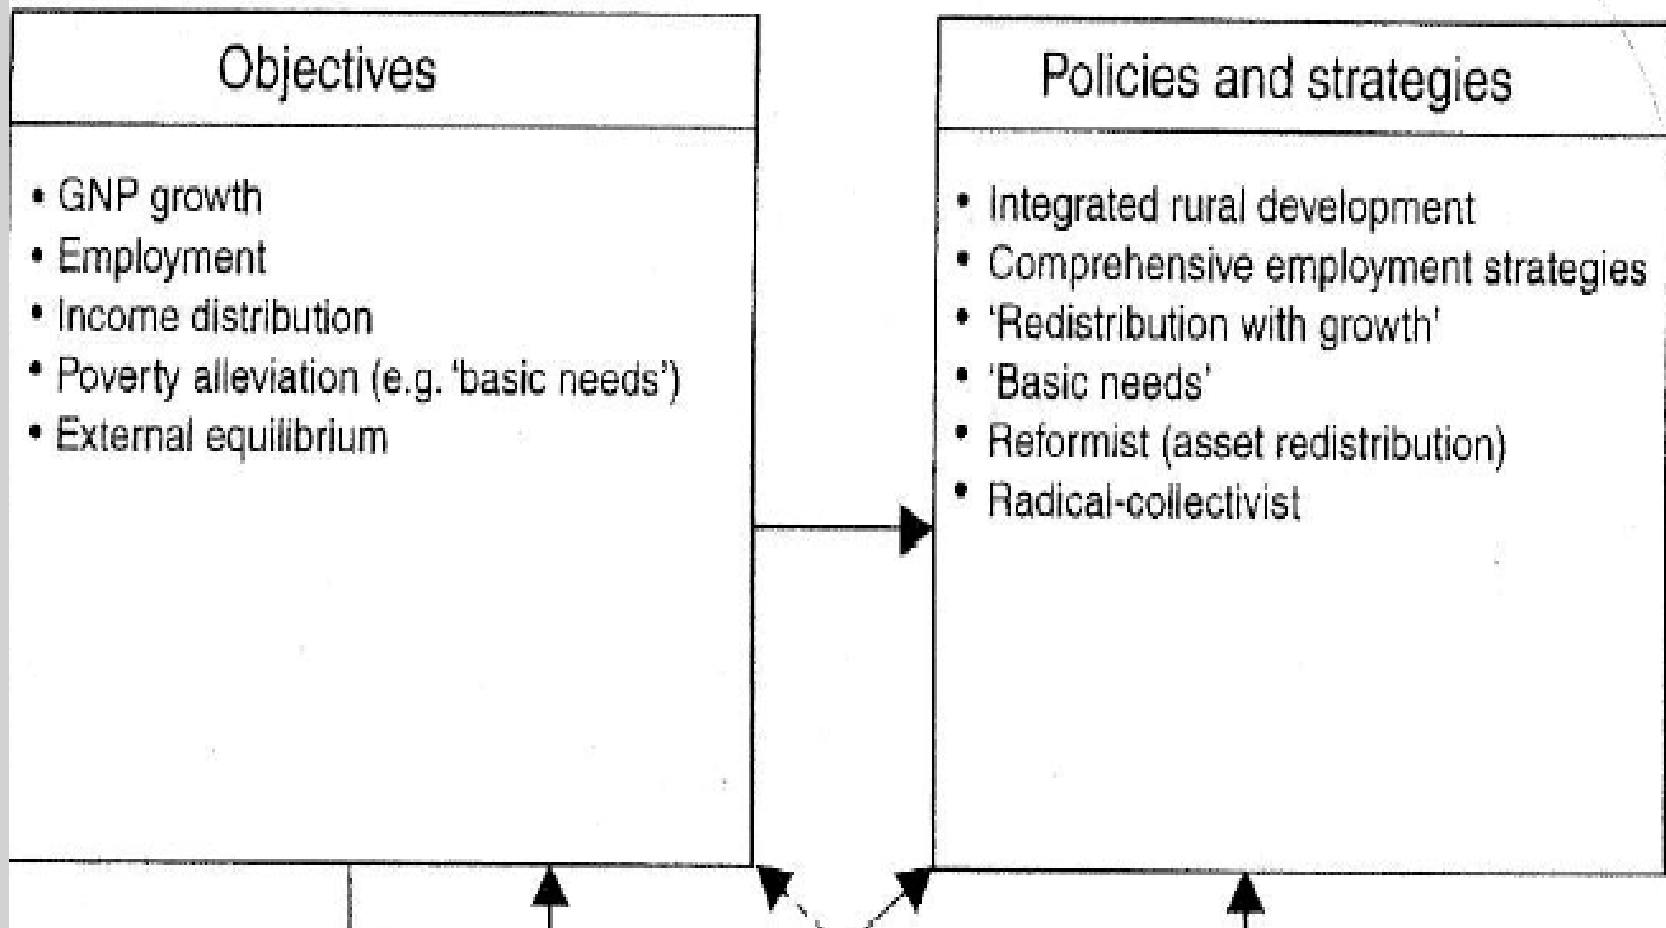 Objectives
• GNP growth
• Employment
• Income distribution
• Poverty alleviation (e.g. 'basic needs')
• External equilibrium
Policies and strategies
• Integrated rural development
• Comprehensive employment strategies
• 'Redistribution with growth'
• 'Basic needs'
• Reformist (asset redistribution)
• Radical-collectivist